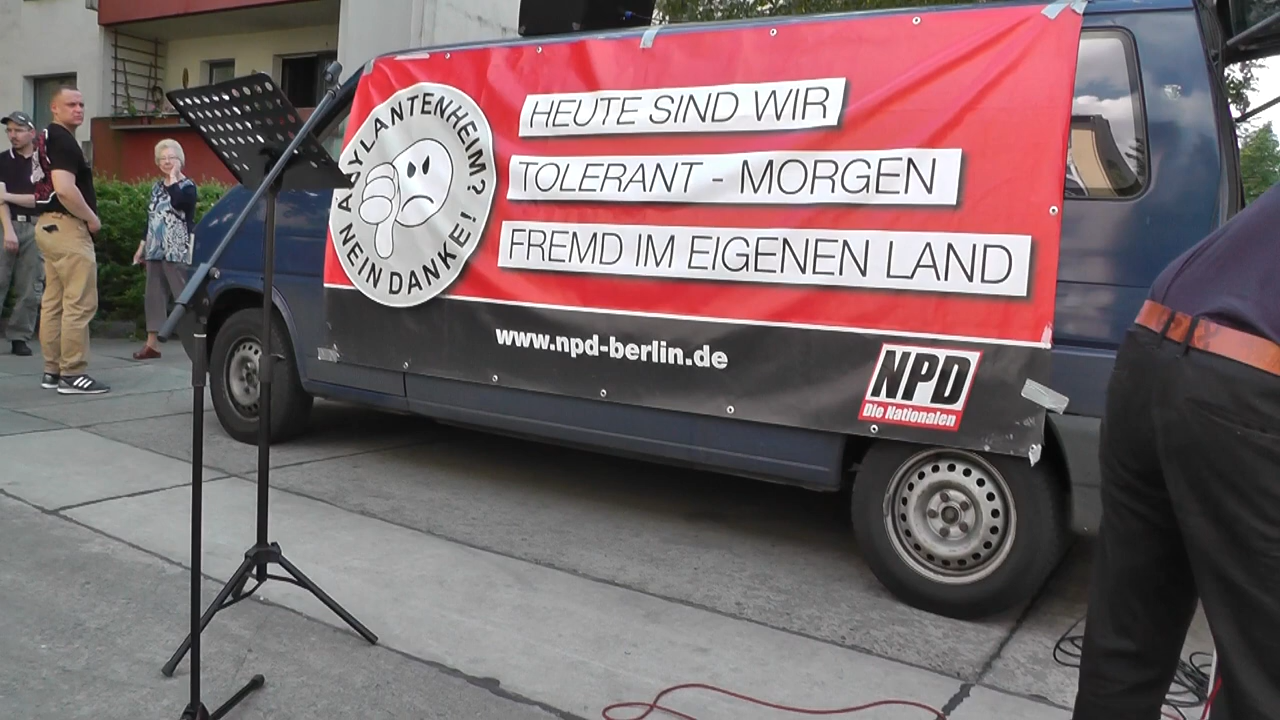 ASYLANTENHEIM?
NEIN DANKE!
HEUTE SIND WIR
TOLERANT - MORGEN
FREMD IM EIGENEN LAND
www.npd-berlin.de
NPD
Die Nationalen